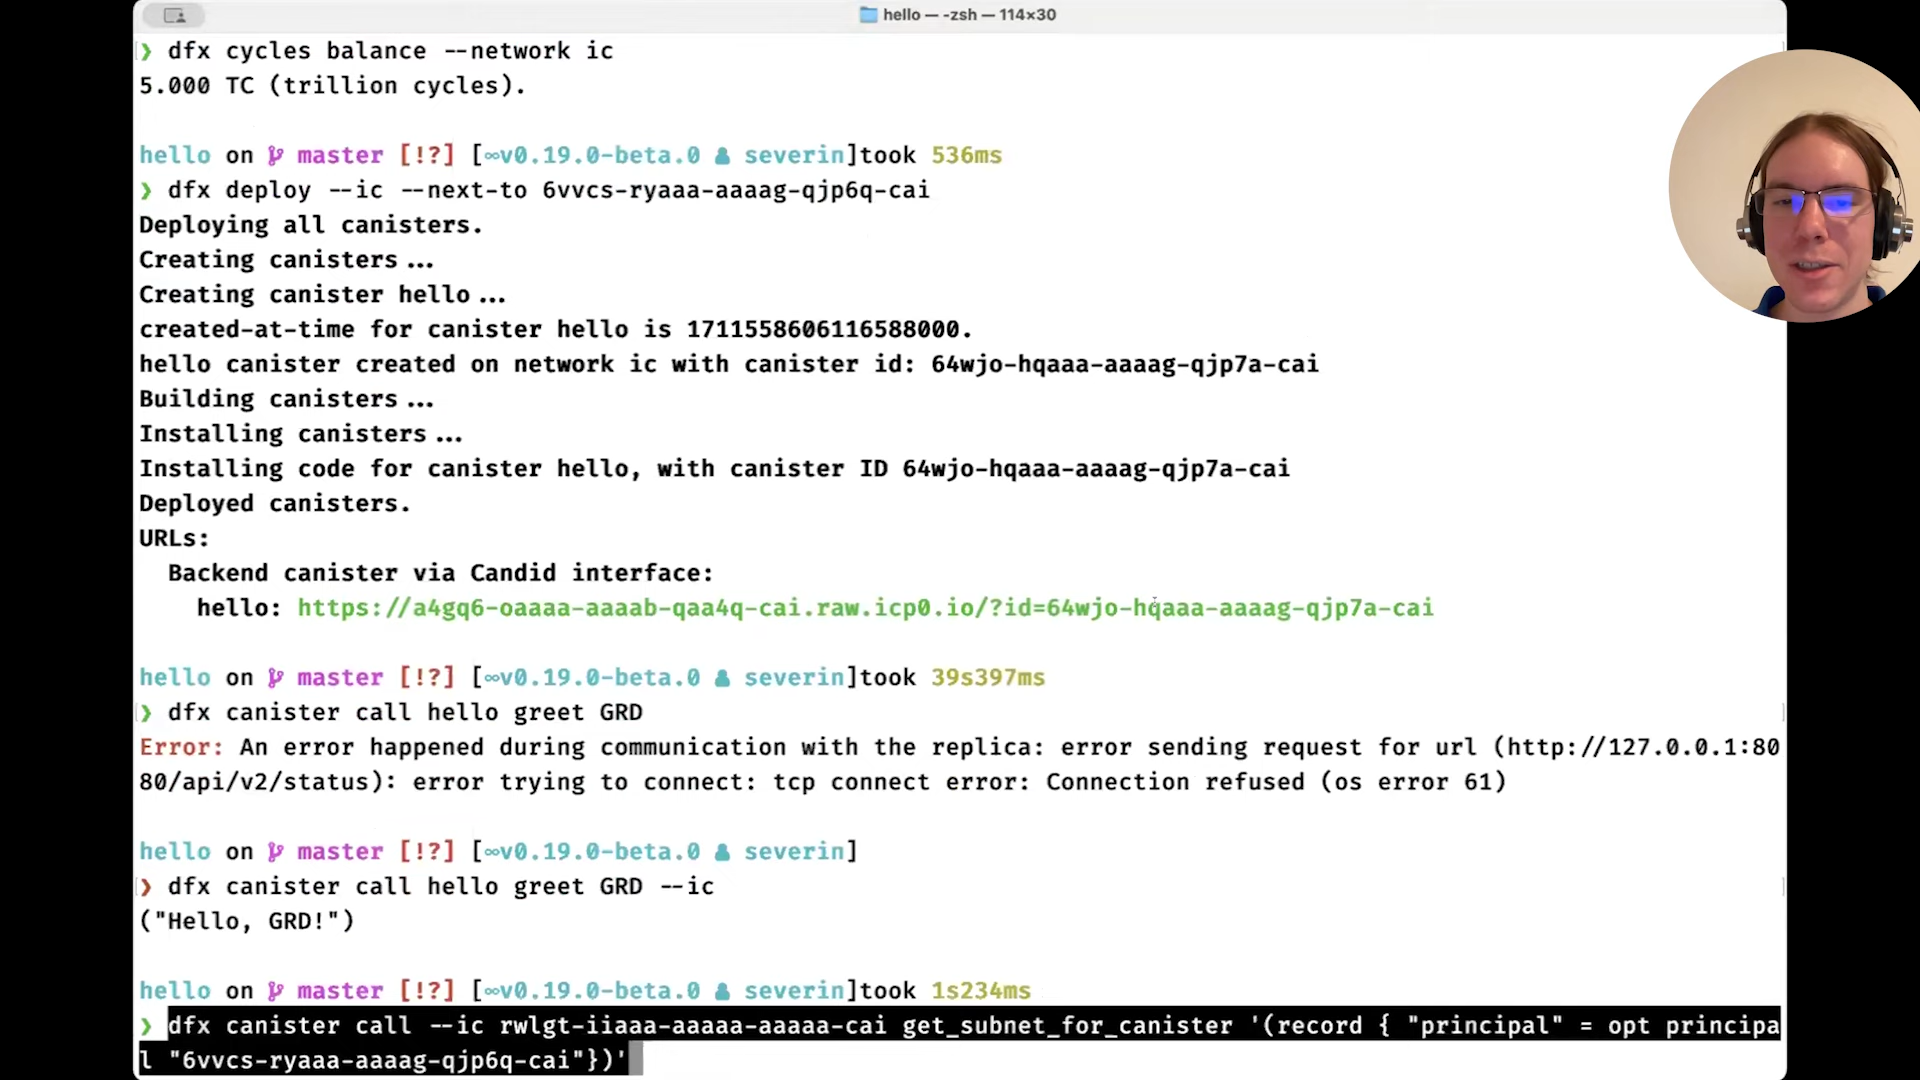 hello — -zsh — 114×30
❯ dfx cycles balance --network ic
5.000 TC (trillion cycles).
hello on master [!?] [∞v0.19.0-beta.0 severin]took 536ms
❯ dfx deploy --ic --next-to 6vvcs-ryaaa-aaaag-qjp6q-cai
Deploying all canisters.
Creating canisters...
Creating canister hello...
created-at-time for canister hello is 1711558606116588000.
hello canister created on network ic with canister id: 64wjo-hqaaa-aaaag-qjp7a-cai
Building canisters...
Installing canisters...
Installing code for canister hello, with canister ID 64wjo-hqaaa-aaaag-qjp7a-cai
Deployed canisters.
URLs:
Backend canister via Candid interface:
hello: https://a4gq6-oaaaa-aaaab-qaa4q-cai.raw.icp0.io/?id=64wjo-hqaaa-aaaag-qjp7a-cai
hello on master [!?] [∞v0.19.0-beta.0 severin]took 39s397ms
❯ dfx canister call hello greet GRD
Error: An error happened during communication with the replica: error sending request for url (http://127.0.0.1:80
80/api/v2/status): error trying to connect: tcp connect error: Connection refused (os error 61)
hello on master [!?] [∞v0.19.0-beta.0 severin]
❯ dfx canister call hello greet GRD --ic
("Hello, GRD!")
hello on master [!?] [∞v0.19.0-beta.0 severin]took 1s234ms
❯ dfx canister call --ic rwlgt-iiaaa-aaaaa-aaaaa-cai get_subnet_for_canister '(record { "principal" = opt principa
l "6vvcs-ryaaa-aaaag-qjp6q-cai"})'